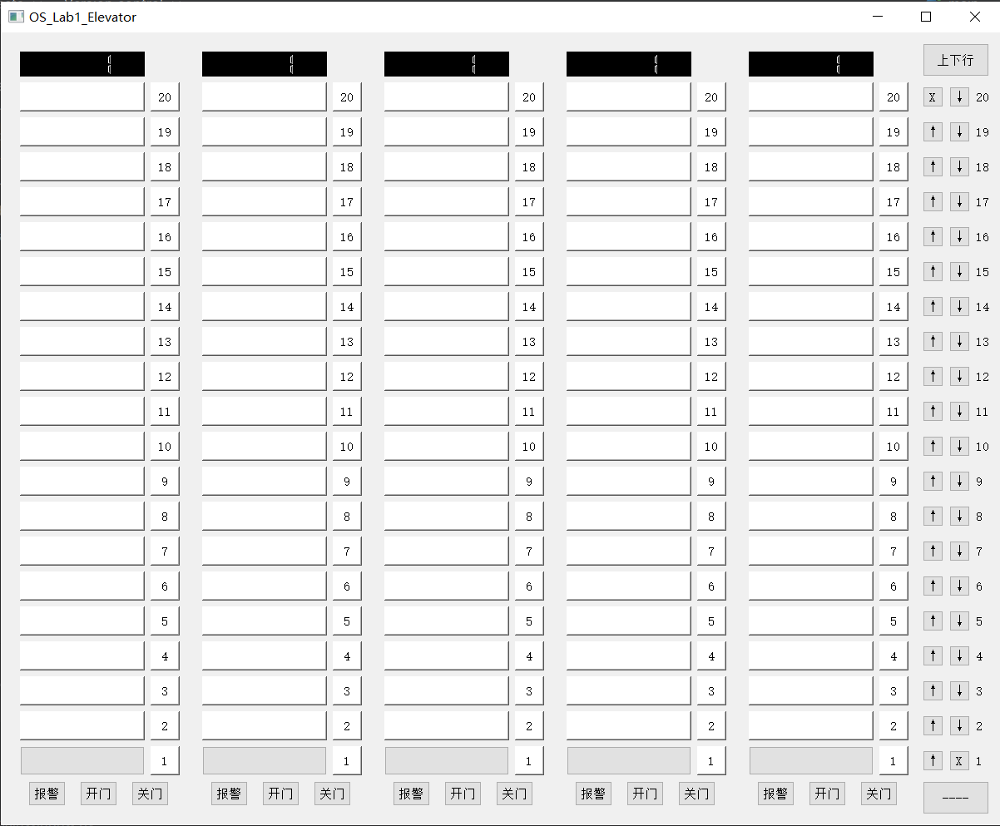 OS_Lab1_Elevator
1 1 1 1 1 上下行
20 20 20 20 20 X ↓ 20
19 19 19 19 19 ↑ ↓ 19
18 18 18 18 18 ↑ ↓ 18
17 17 17 17 17 ↑ ↓ 17
16 16 16 16 16 ↑ ↓ 16
15 15 15 15 15 ↑ ↓ 15
14 14 14 14 14 ↑ ↓ 14
13 13 13 13 13 ↑ ↓ 13
12 12 12 12 12 ↑ ↓ 12
11 11 11 11 11 ↑ ↓ 11
10 10 10 10 10 ↑ ↓ 10
9 9 9 9 9 ↑ ↓ 9
8 8 8 8 8 ↑ ↓ 8
7 7 7 7 7 ↑ ↓ 7
6 6 6 6 6 ↑ ↓ 6
5 5 5 5 5 ↑ ↓ 5
4 4 4 4 4 ↑ ↓ 4
3 3 3 3 3 ↑ ↓ 3
2 2 2 2 2 ↑ ↓ 2
1 1 1 1 1 ↑ X 1
报警 开门 关门 报警 开门 关门 报警 开门 关门 报警 开门 关门 报警 开门 关门 ----